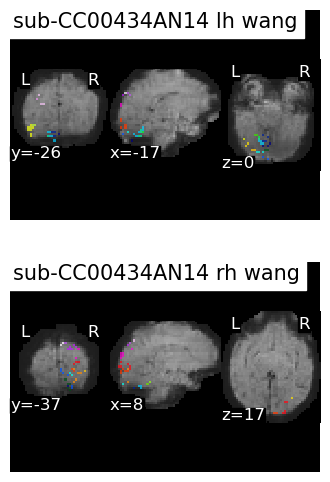 sub-CC00434AN14 lh wang
L R
L R
y=-26
x=-17
z=0
sub-CC00434AN14 rh wang
L R
L R
y=-37
x=8
z=17